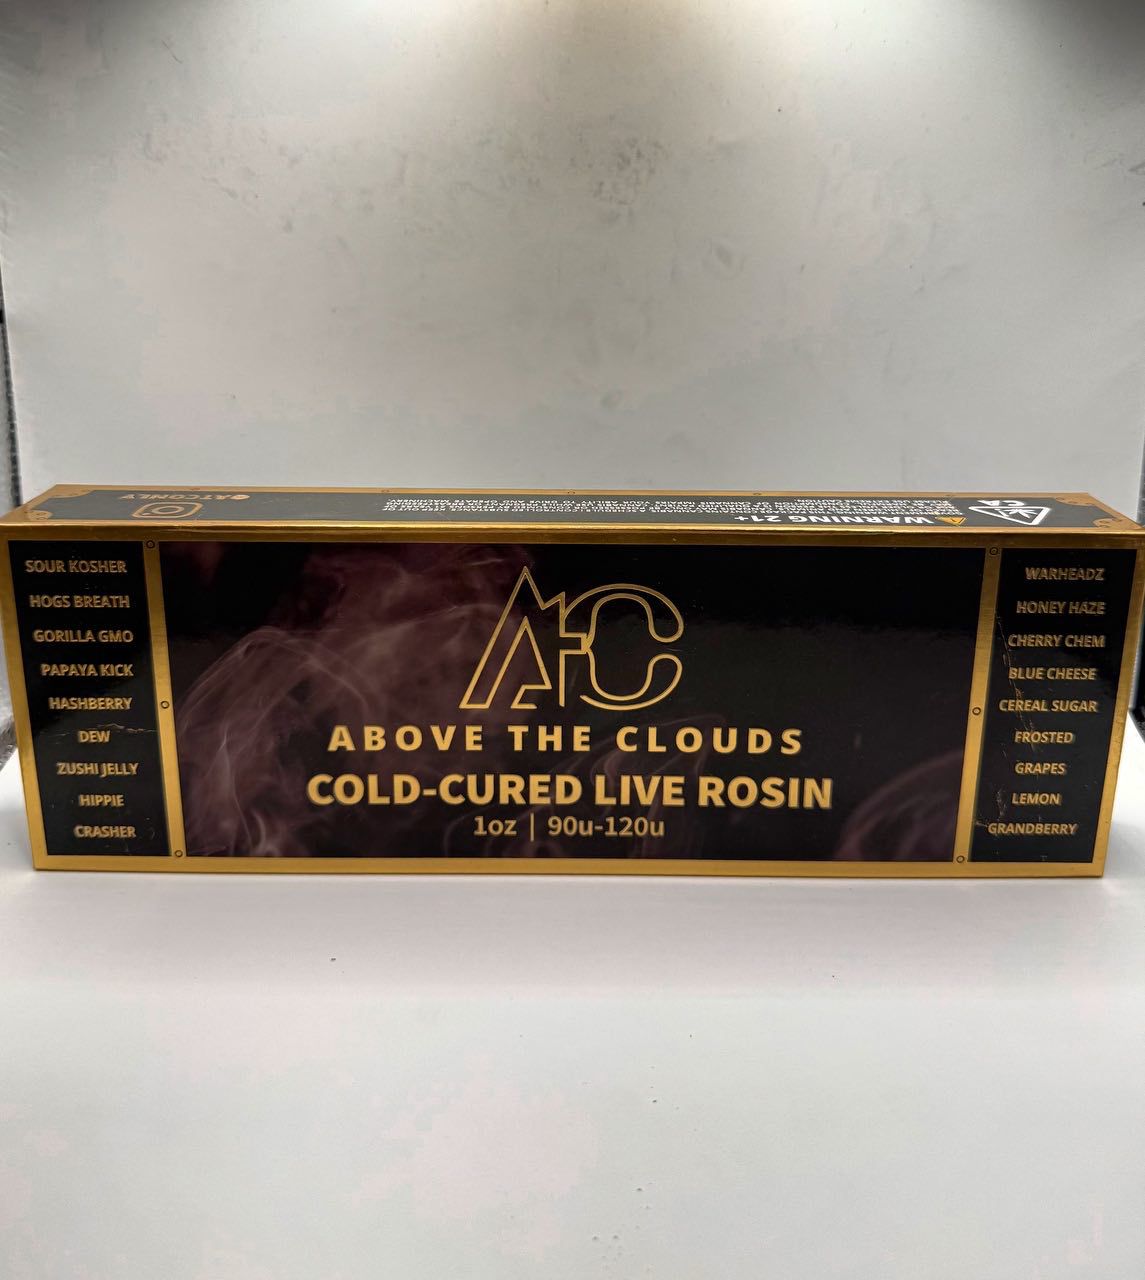 @ATCONLY
WARNING 21+
CA
SOUR KOSHER
HOGS BREATH
GORILLA GMO
PAPAYA KICK
HASHBERRY
DEW
ZUSHI JELLY
HIPPIE
CRASHER
ATC
ABOVE THE CLOUDS
COLD-CURED LIVE ROSIN
1oz | 90u-120u
WARHEADZ
HONEY HAZE
CHERRY CHEM
BLUE CHEESE
CEREAL SUGAR
FROSTED
GRAPES
LEMON
GRANDBERRY